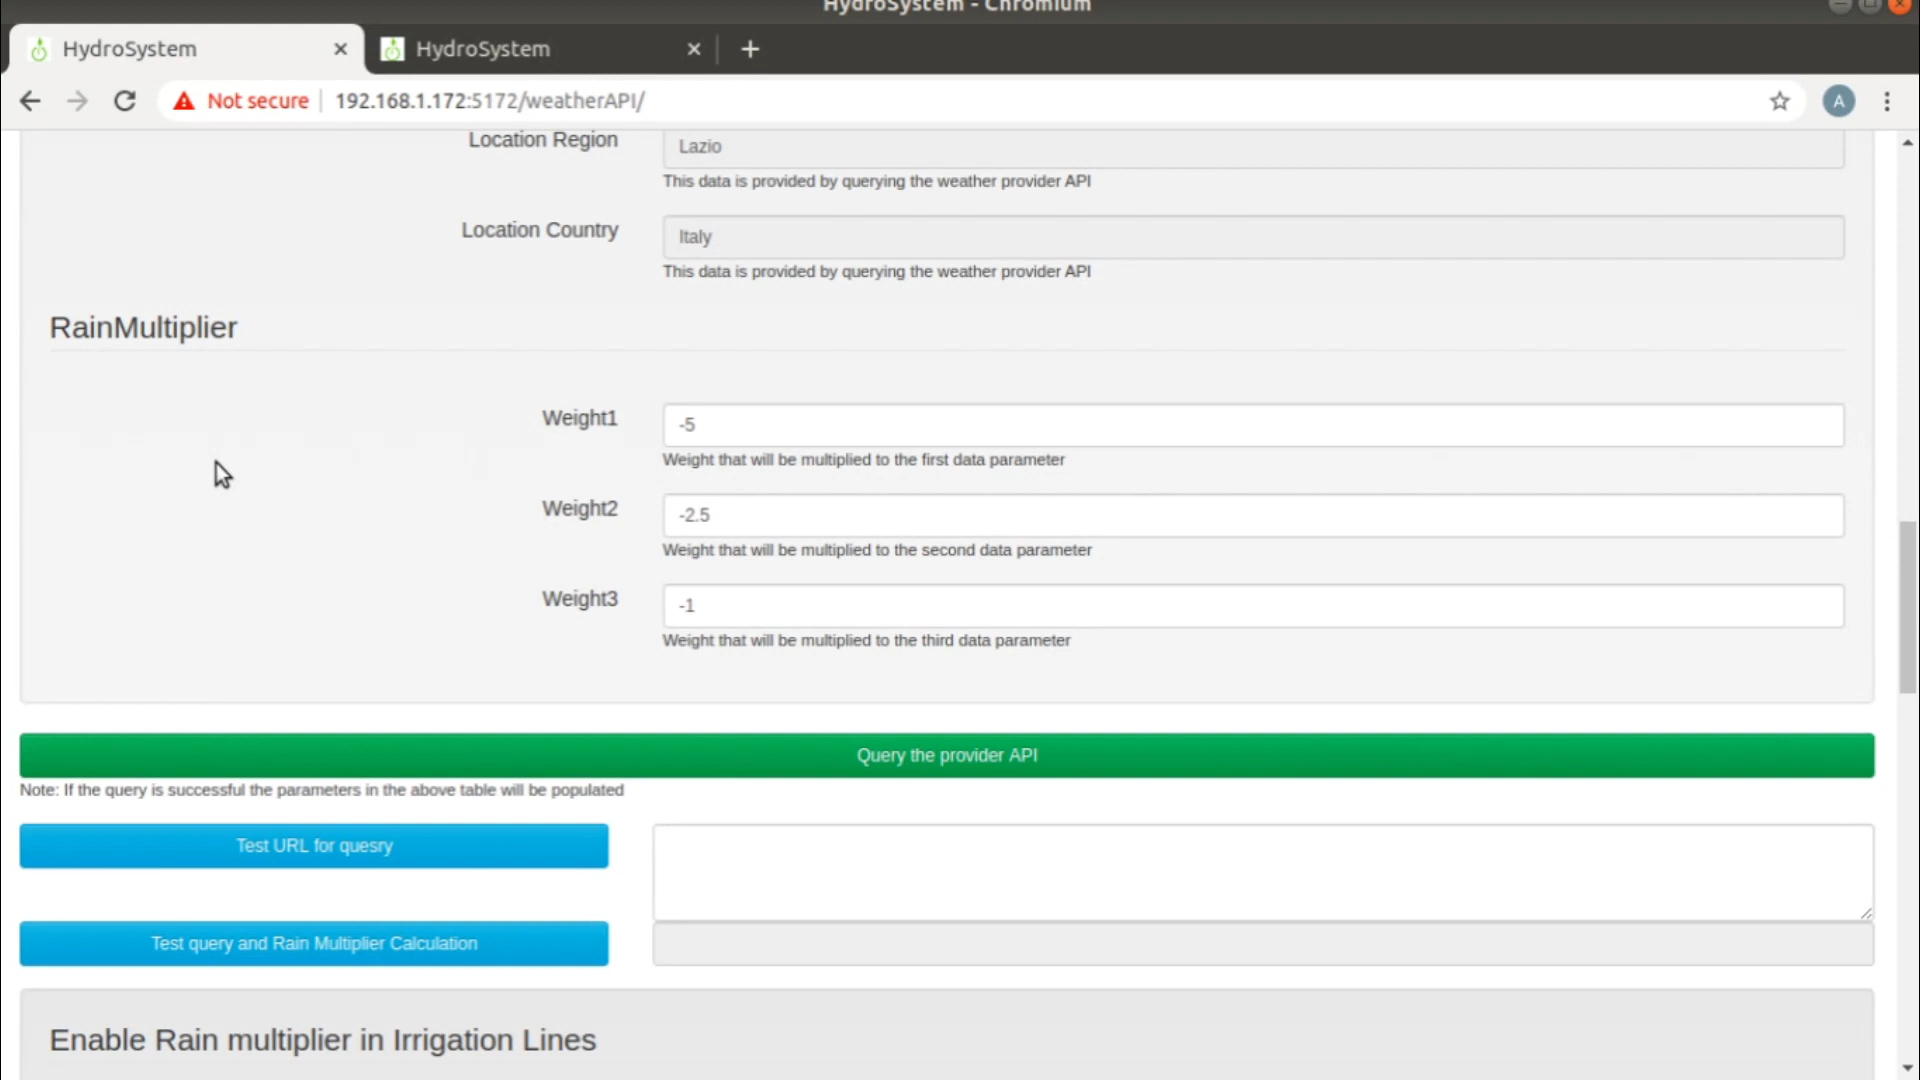 HydroSystem - Chromium
HydroSystem
HydroSystem
Not secure
192.168.1.172:5172/weatherAPI/
A
Location Region
Lazio
This data is provided by querying the weather provider API
Location Country
Italy
This data is provided by querying the weather provider API
RainMultiplier
Weight1
-5
Weight that will be multiplied to the first data parameter
Weight2
-2.5
Weight that will be multiplied to the second data parameter
Weight3
-1
Weight that will be multiplied to the third data parameter
Query the provider API
Note: If the query is successful the parameters in the above table will be populated
Test URL for quesry
Test query and Rain Multiplier Calculation
Enable Rain multiplier in Irrigation Lines